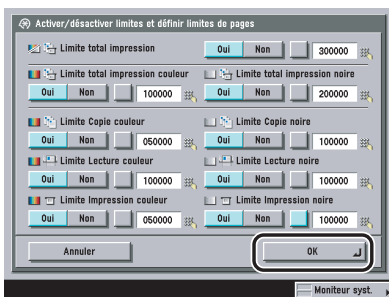 Activer/désactiver limites et définir limites de pages
Limite total impression Oui Non 300000
Limite total impression couleur Limite total impression noire
Oui Non 100000 Oui Non 200000
Limite Copie couleur Limite Copie noire
Oui Non 050000 Oui Non 100000
Limite Lecture couleur Limite Lecture noire
Oui Non 100000 Oui Non 100000
Limite Impression couleur Limite Impression noire
Oui Non 050000 Oui Non 100000
Annuler OK
Moniteur syst.